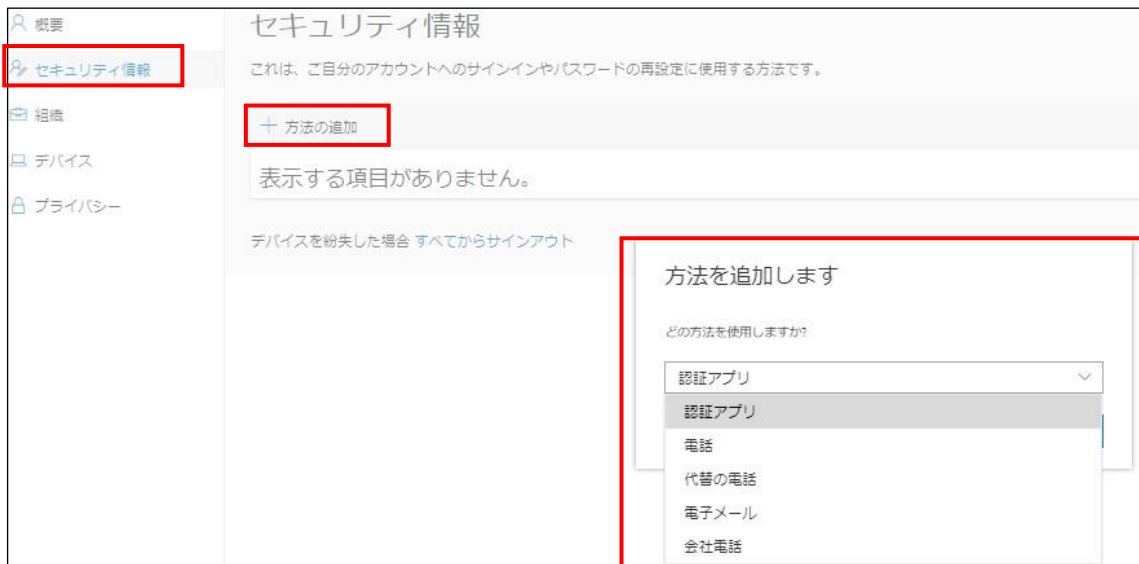 概要
セキュリティ情報
組織
デバイス
プライバシー
セキュリティ情報
これは、ご自分のアカウントへのサインインやパスワードの再設定に使用する方法です。
方法の追加
表示する項目がありません。
デバイスを紛失した場合 すべてからサインアウト
方法を追加します
どの方法を使用しますか?
認証アプリ
認証アプリ
電話
代替の電話
電子メール
会社電話